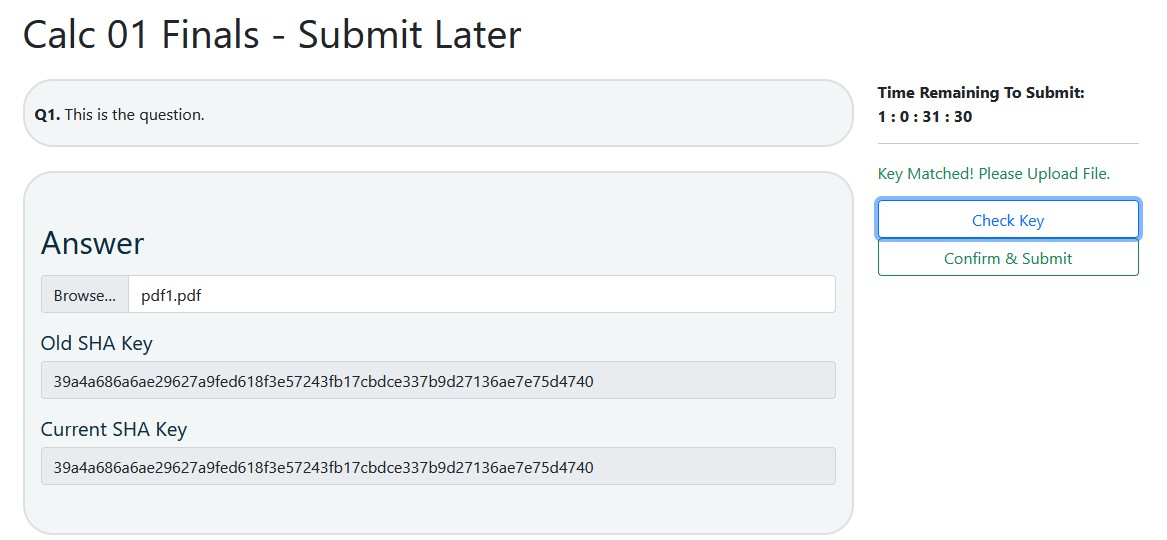 Calc 01 Finals - Submit Later
Q1. This is the question.
Time Remaining To Submit:
1 : 0 : 31 : 30
Key Matched! Please Upload File.
Check Key
Confirm & Submit
Answer
Browse... pdf1.pdf
Old SHA Key
39a4a686a6ae29627a9fed618f3e57243fb17cbdce337b9d27136ae7e75d4740
Current SHA Key
39a4a686a6ae29627a9fed618f3e57243fb17cbdce337b9d27136ae7e75d4740